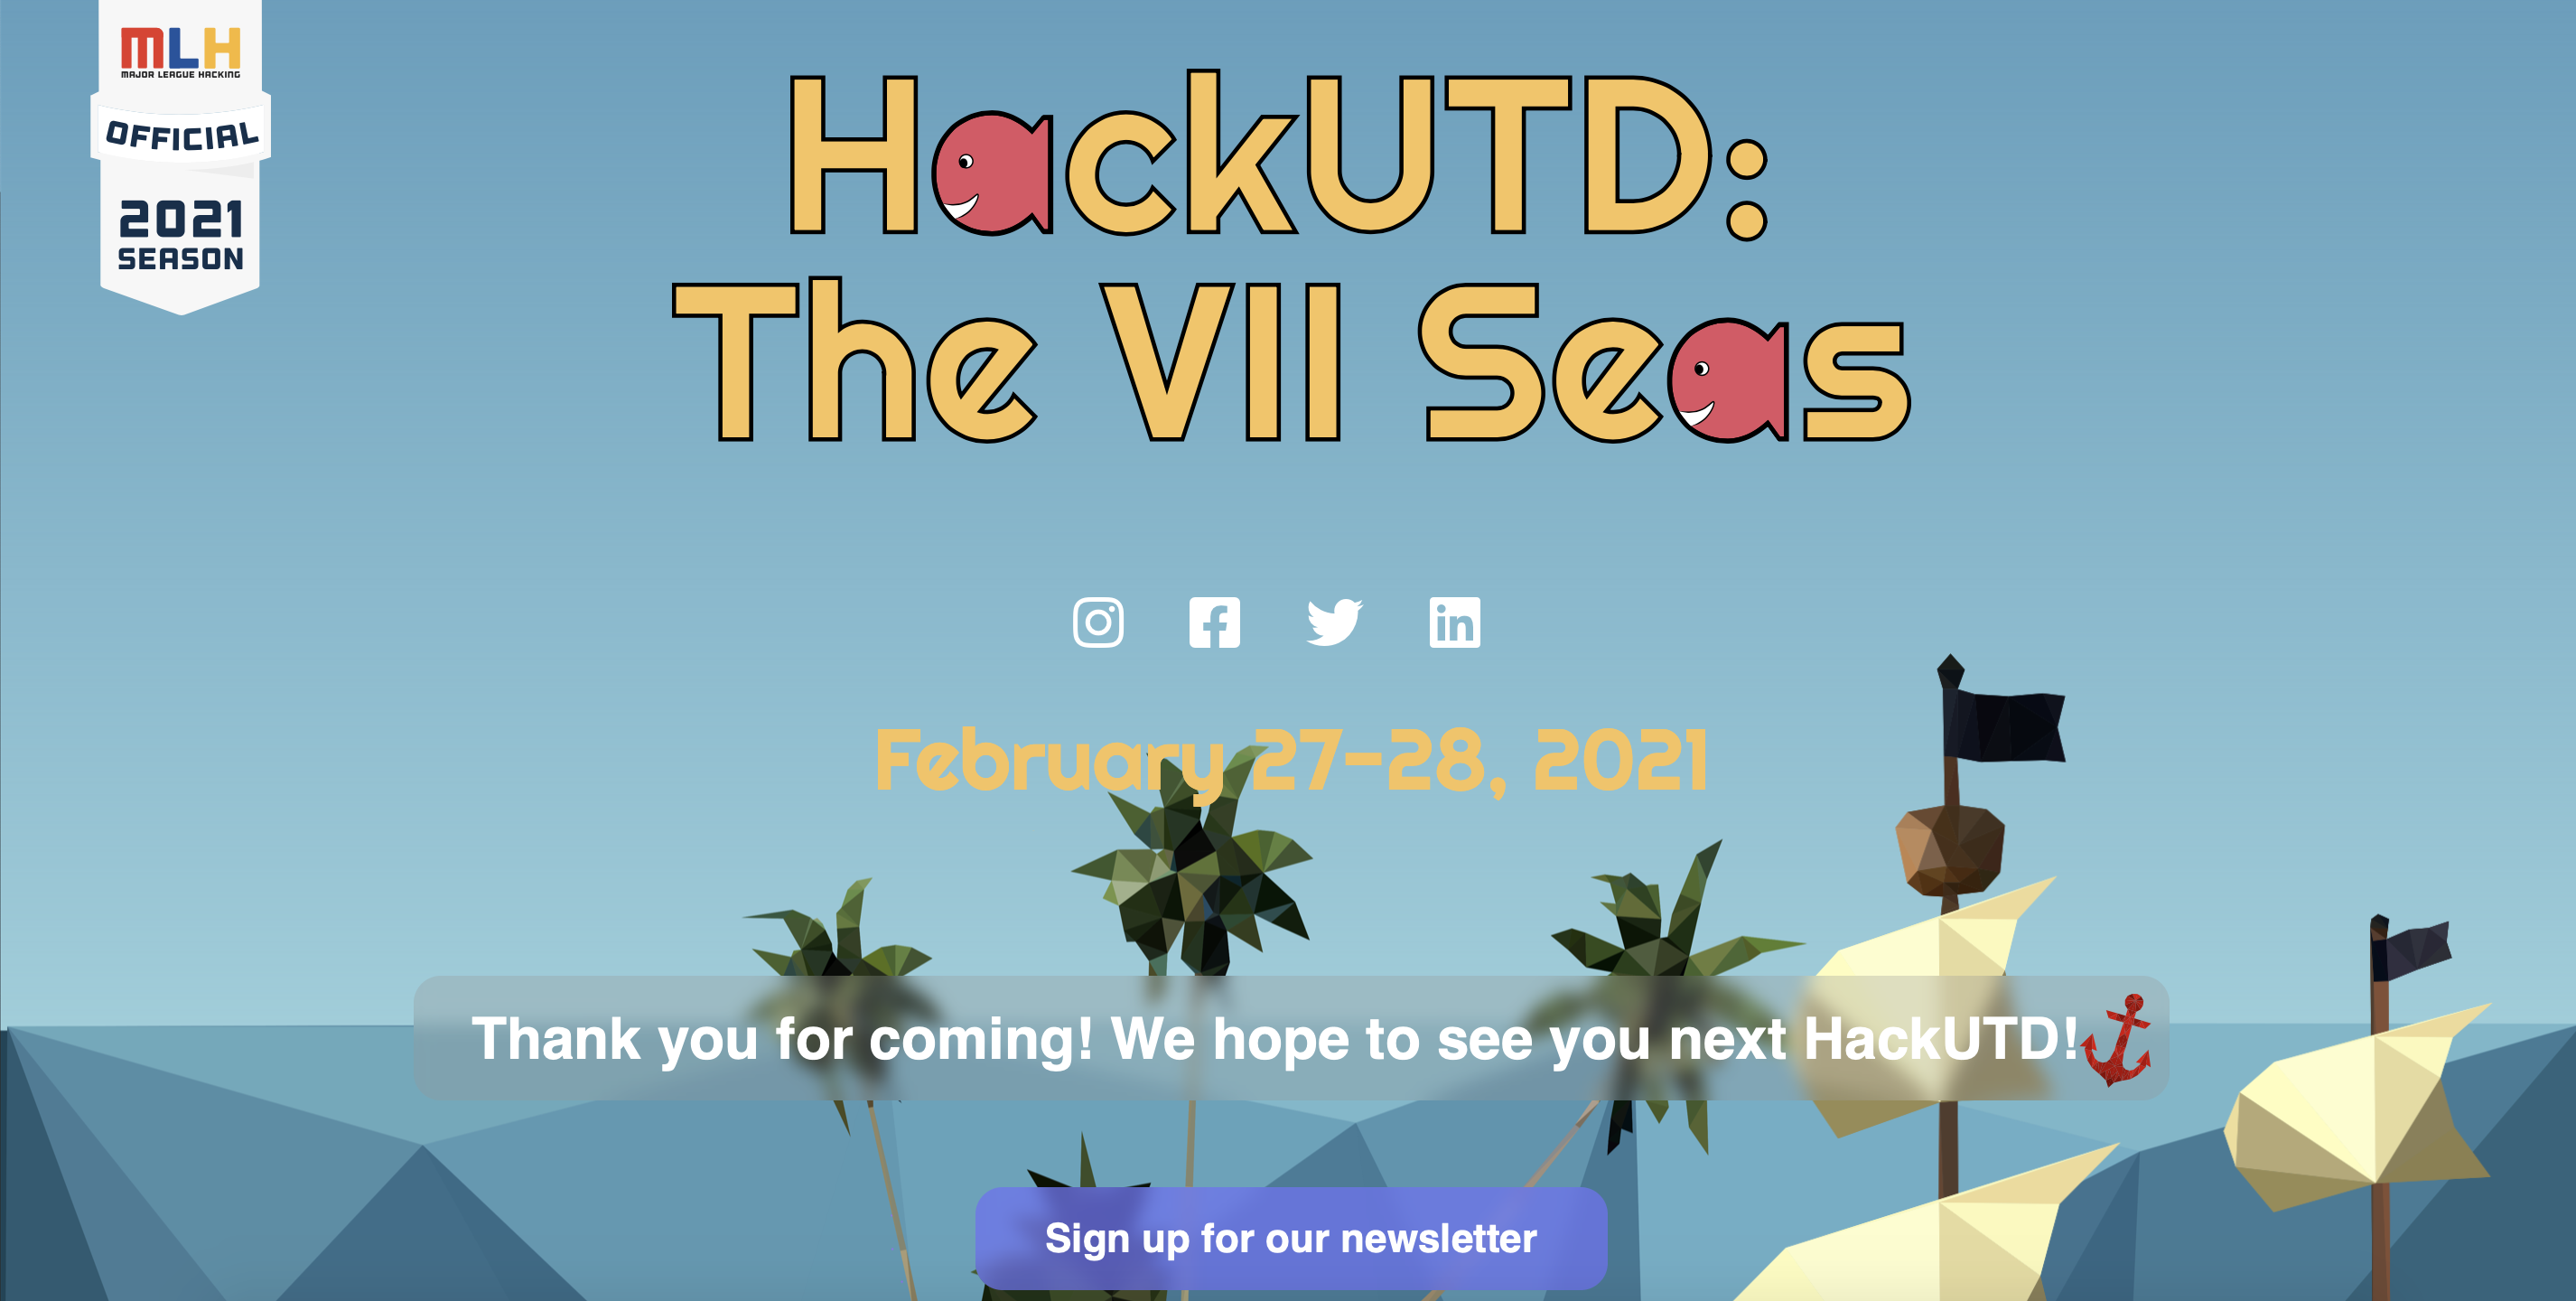 MLH
MAJOR LEAGUE HACKING
OFFICIAL
2021
SEASON
HackUTD:
The VII Seas
February 27-28, 2021
Thank you for coming! We hope to see you next HackUTD!
Sign up for our newsletter